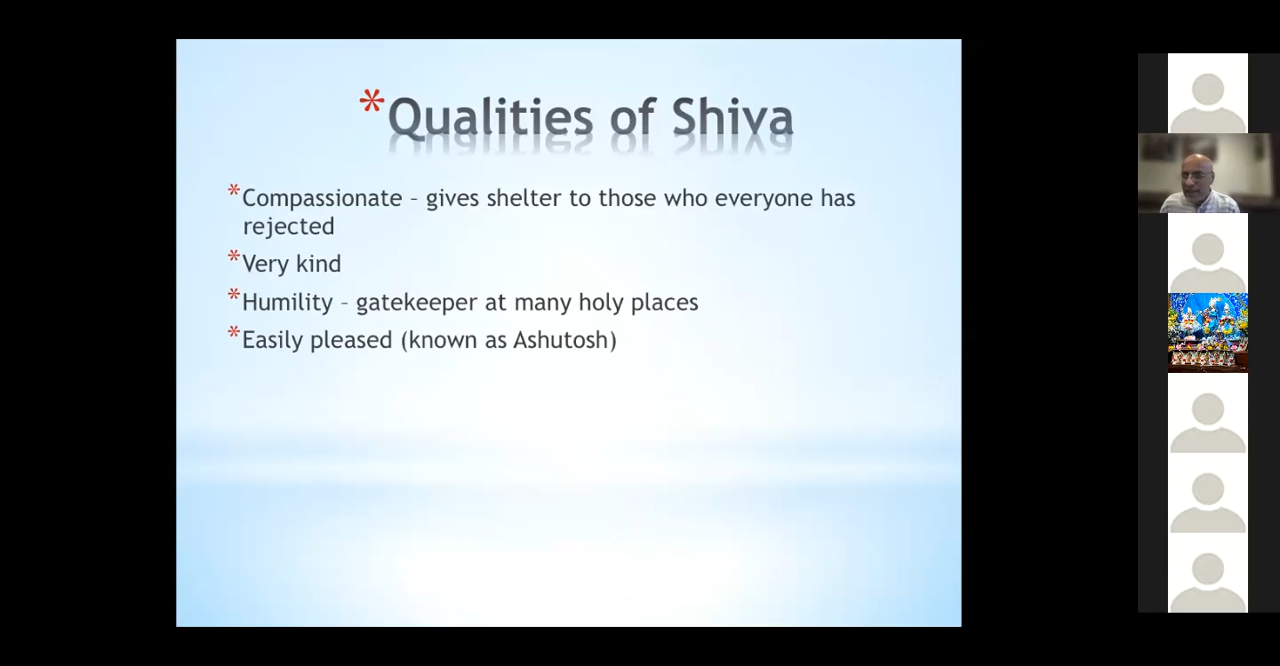 *Qualities of Shiva
*Compassionate – gives shelter to those who everyone has
rejected
*Very kind
*Humility – gatekeeper at many holy places
*Easily pleased (known as Ashutosh)